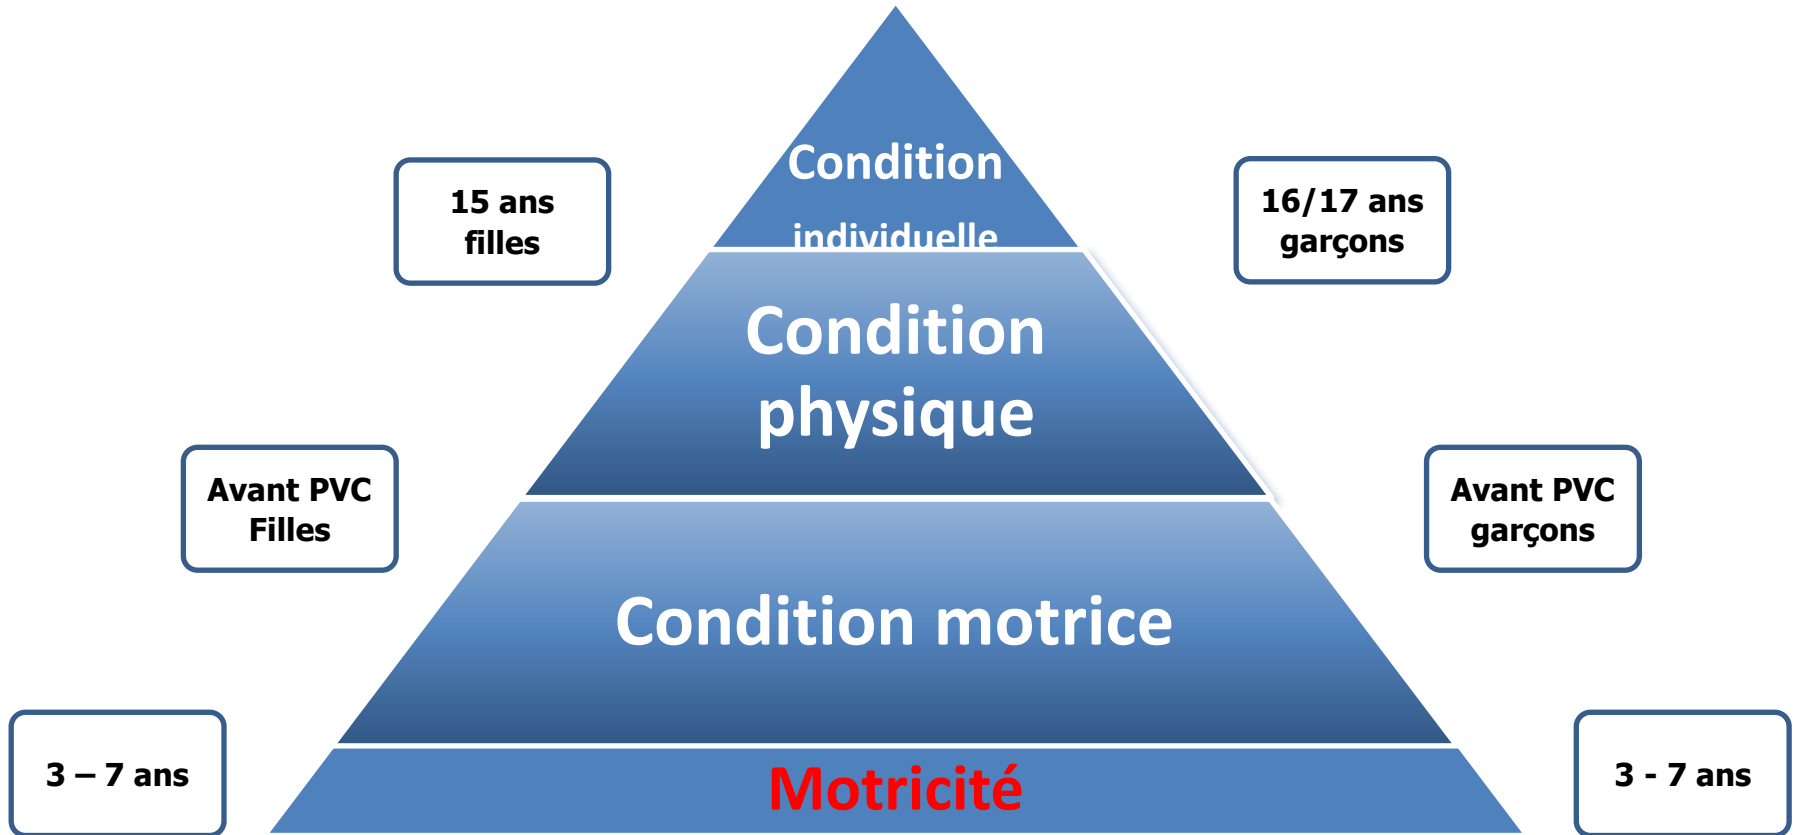 Condition
individuelle
15 ans
filles
16/17 ans
garçons
Condition
physique
Avant PVC
Filles
Avant PVC
garçons
Condition motrice
3 – 7 ans
Motricité
3 - 7 ans